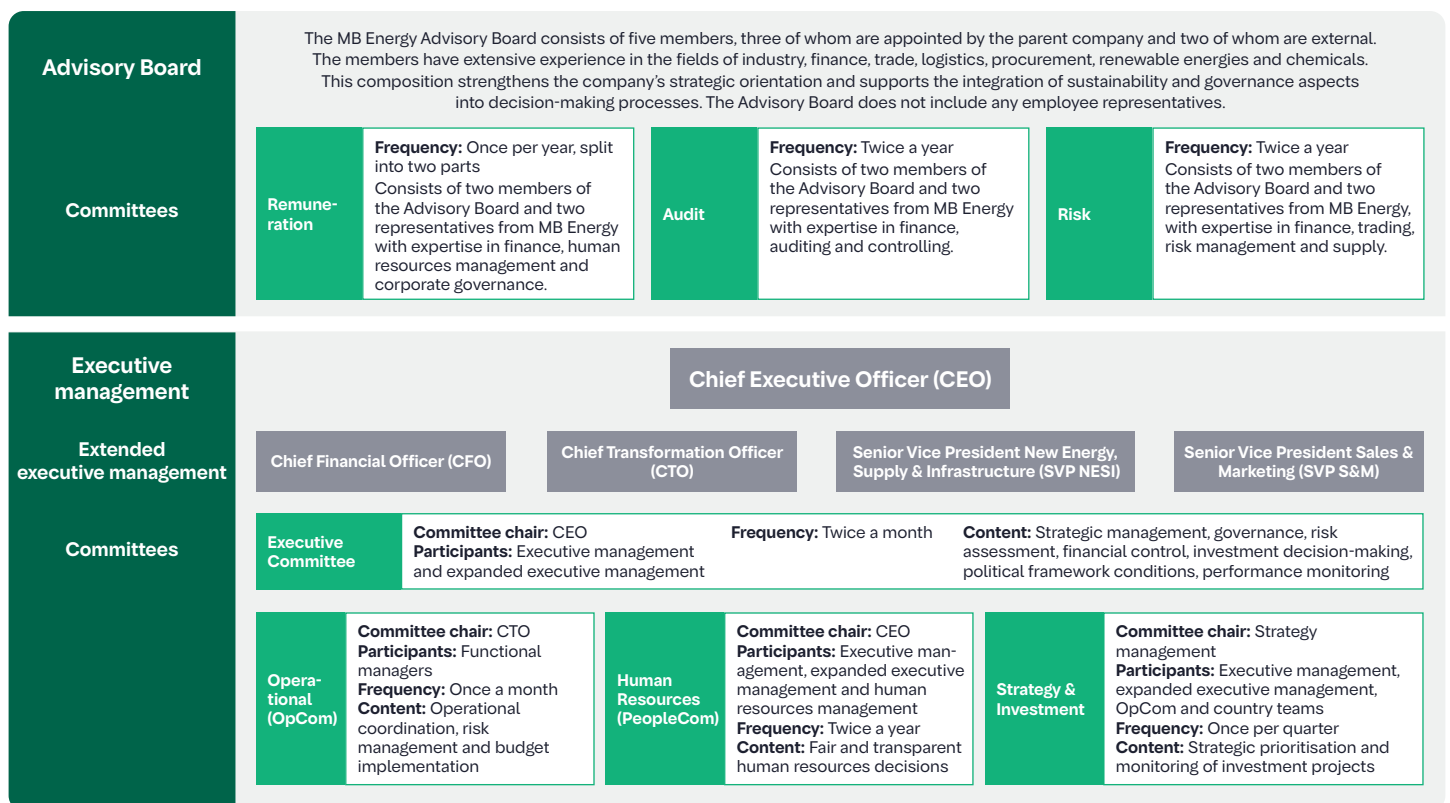 Advisory Board
The MB Energy Advisory Board consists of five members, three of whom are appointed by the parent company and two of whom are external.
The members have extensive experience in the fields of industry, finance, trade, logistics, procurement, renewable energies and chemicals.
This composition strengthens the company's strategic orientation and supports the integration of sustainability and governance aspects
into decision-making processes. The Advisory Board does not include any employee representatives.
Committees
Remune-
ration
Frequency: Once per year, split
into two parts
Consists of two members of
the Advisory Board and two
representatives from MB Energy
with expertise in finance, human
resources management and
corporate governance.
Audit
Frequency: Twice a year
Consists of two members of
the Advisory Board and two
representatives from MB Energy
with expertise in finance,
auditing and controlling.
Risk
Frequency: Twice a year
Consists of two members of
the Advisory Board and two
representatives from MB Energy,
with expertise in finance, trading,
risk management and supply.
Executive
management
Chief Executive Officer (CEO)
Extended
executive management
Chief Financial Officer (CFO)
Chief Transformation Officer
(CTO)
Senior Vice President New Energy,
Supply & Infrastructure (SVP NESI)
Senior Vice President Sales &
Marketing (SVP S&M)
Committees
Executive
Committee
Committee chair: CEO
Participants: Executive management
and expanded executive management
Frequency: Twice a month
Content: Strategic management, governance, risk
assessment, financial control, investment decision-making,
political framework conditions, performance monitoring
Opera-
tional
(OpCom)
Committee chair: CTO
Participants: Functional
managers
Frequency: Once a month
Content: Operational
coordination, risk
management and budget
implementation
Human
Resources
(PeopleCom)
Committee chair: CEO
Participants: Executive man-
agement, expanded executive
management and human
resources management
Frequency: Twice a year
Content: Fair and transparent
human resources decisions
Strategy &
Investment
Committee chair: Strategy
management
Participants: Executive management,
expanded executive management,
OpCom and country teams
Frequency: Once per quarter
Content: Strategic prioritisation and
monitoring of investment projects